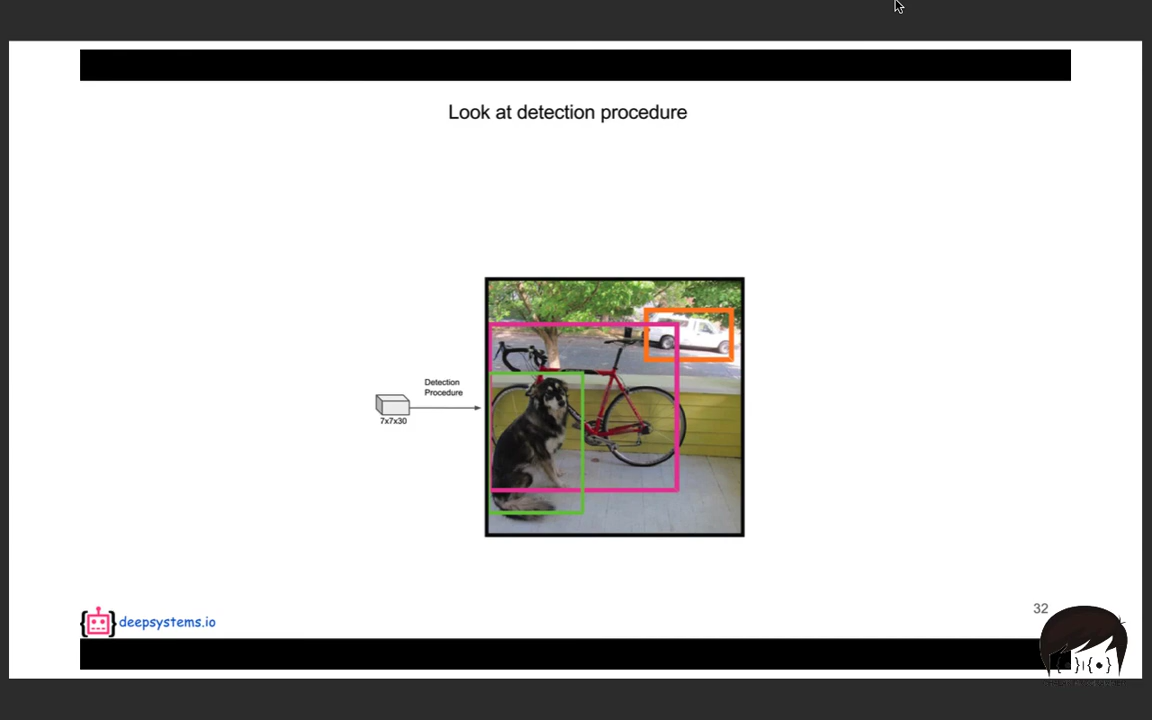 Look at detection procedure
Detection
Procedure
7x7x30
deepsystems.io
32